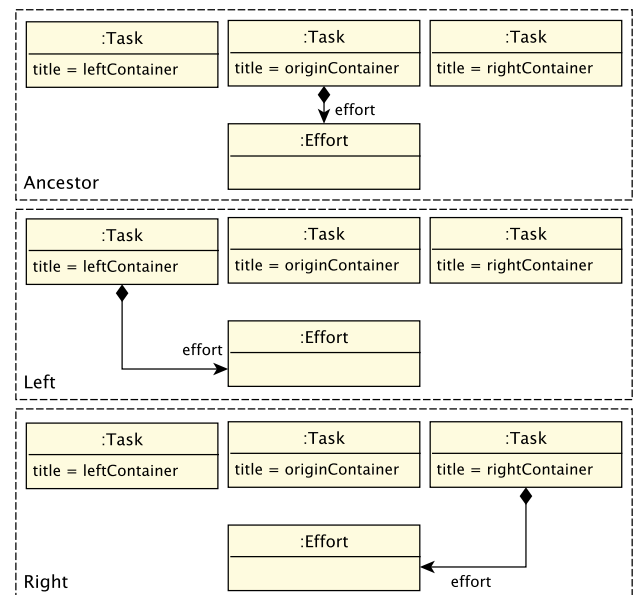 :Task :Task :Task
title = leftContainer title = originContainer title = rightContainer
effort
:Effort
Ancestor
:Task :Task :Task
title = leftContainer title = originContainer title = rightContainer
:Effort
effort
Left
:Task :Task :Task
title = leftContainer title = originContainer title = rightContainer
:Effort
effort
Right